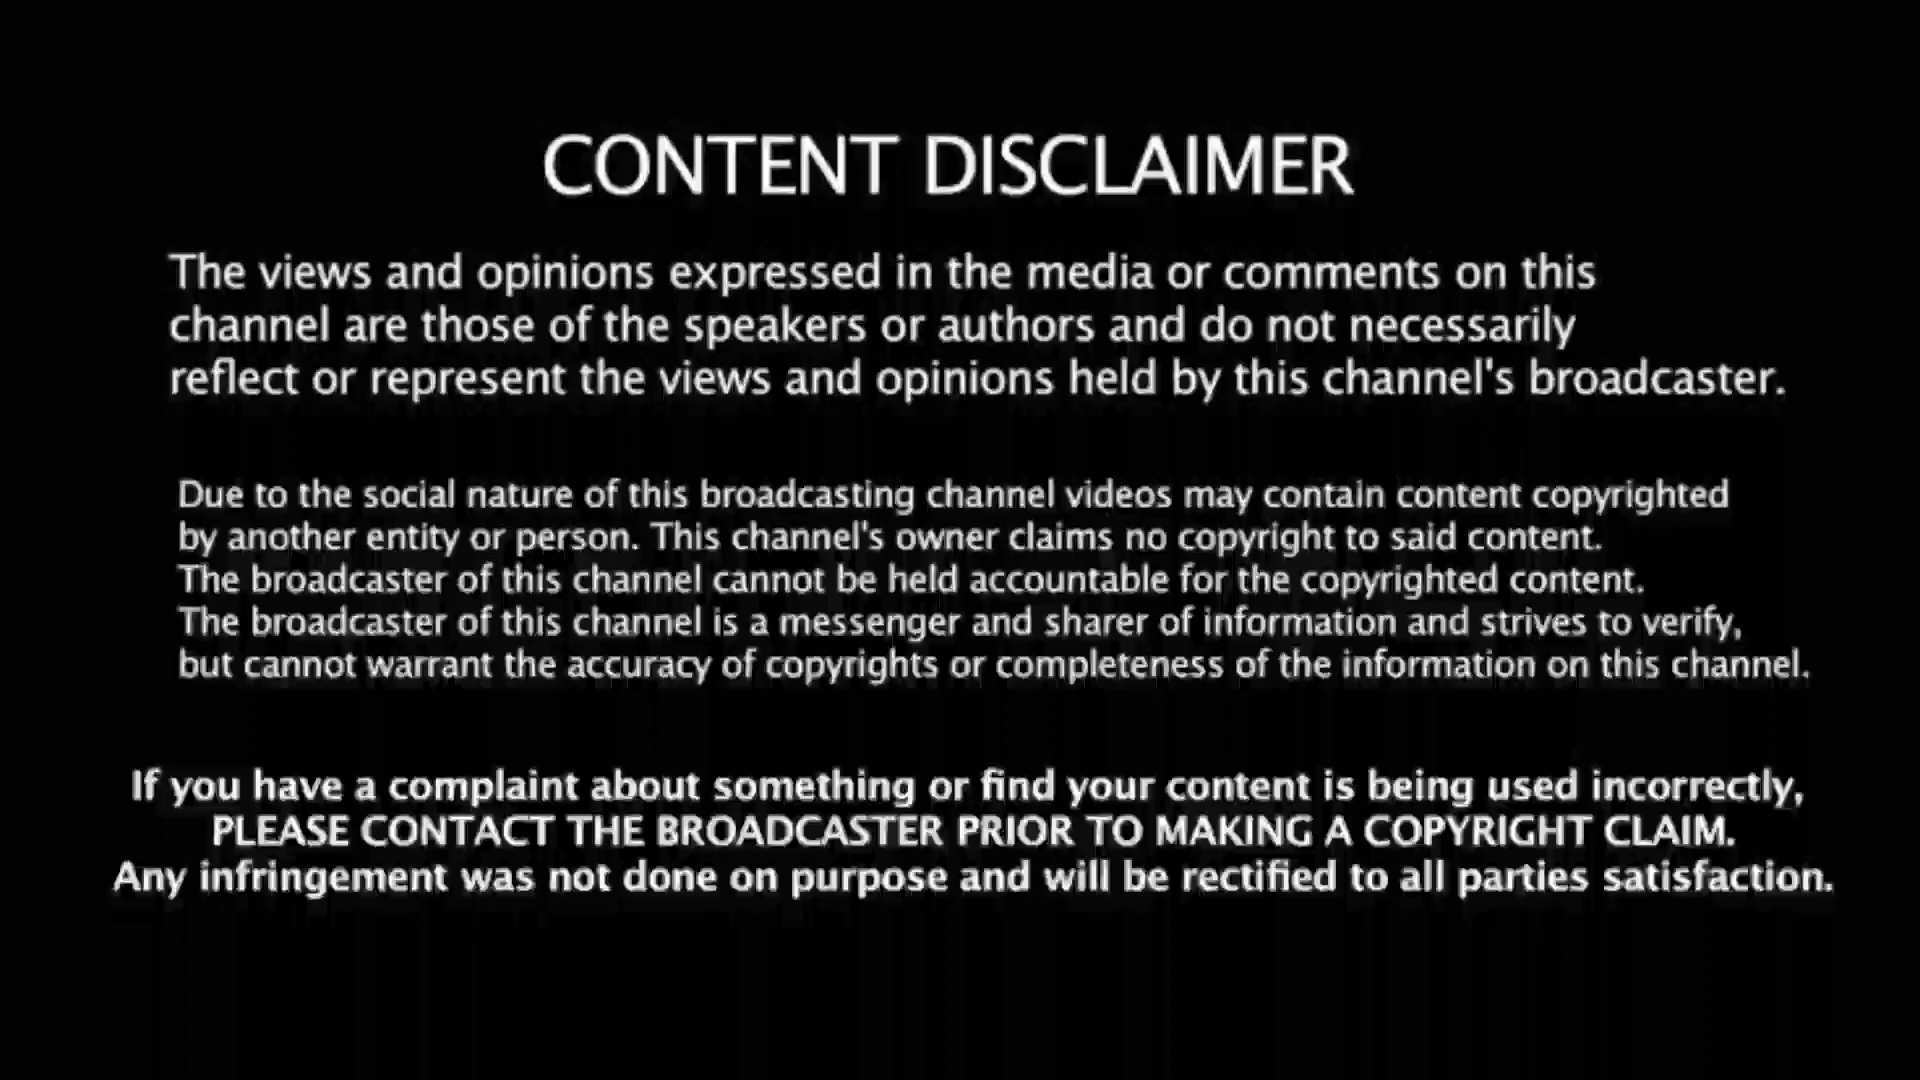 CONTENT DISCLAIMER
The views and opinions expressed in the media or comments on this
channel are those of the speakers or authors and do not necessarily
reflect or represent the views and opinions held by this channel's broadcaster.
Due to the social nature of this broadcasting channel videos may contain content copyrighted
by another entity or person. This channel's owner claims no copyright to said content.
The broadcaster of this channel cannot be held accountable for the copyrighted content.
The broadcaster of this channel is a messenger and sharer of information and strives to verify,
but cannot warrant the accuracy of copyrights or completeness of the information on this channel.
If you have a complaint about something or find your content is being used incorrectly,
PLEASE CONTACT THE BROADCASTER PRIOR TO MAKING A COPYRIGHT CLAIM.
Any infringement was not done on purpose and will be rectified to all parties satisfaction.